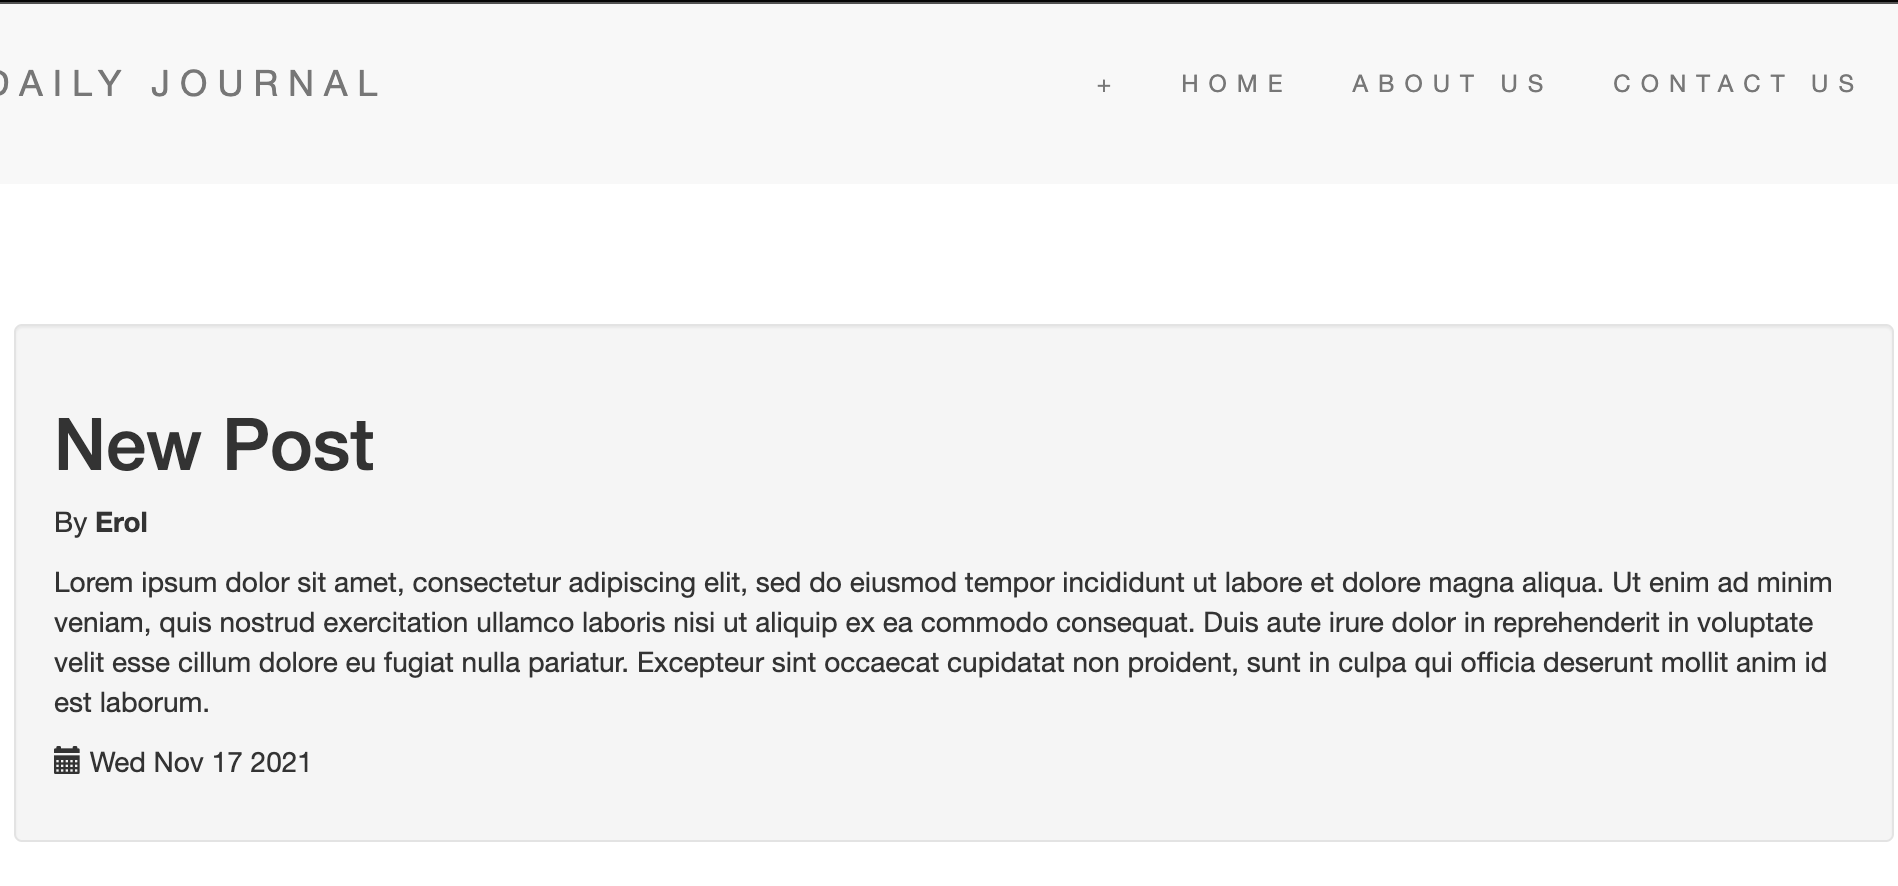 DAILY JOURNAL
+ HOME ABOUT US CONTACT US
New Post
By Erol
Lorem ipsum dolor sit amet, consectetur adipiscing elit, sed do eiusmod tempor incididunt ut labore et dolore magna aliqua. Ut enim ad minim
veniam, quis nostrud exercitation ullamco laboris nisi ut aliquip ex ea commodo consequat. Duis aute irure dolor in reprehenderit in voluptate
velit esse cillum dolore eu fugiat nulla pariatur. Excepteur sint occaecat cupidatat non proident, sunt in culpa qui officia deserunt mollit anim id
est laborum.
Wed Nov 17 2021